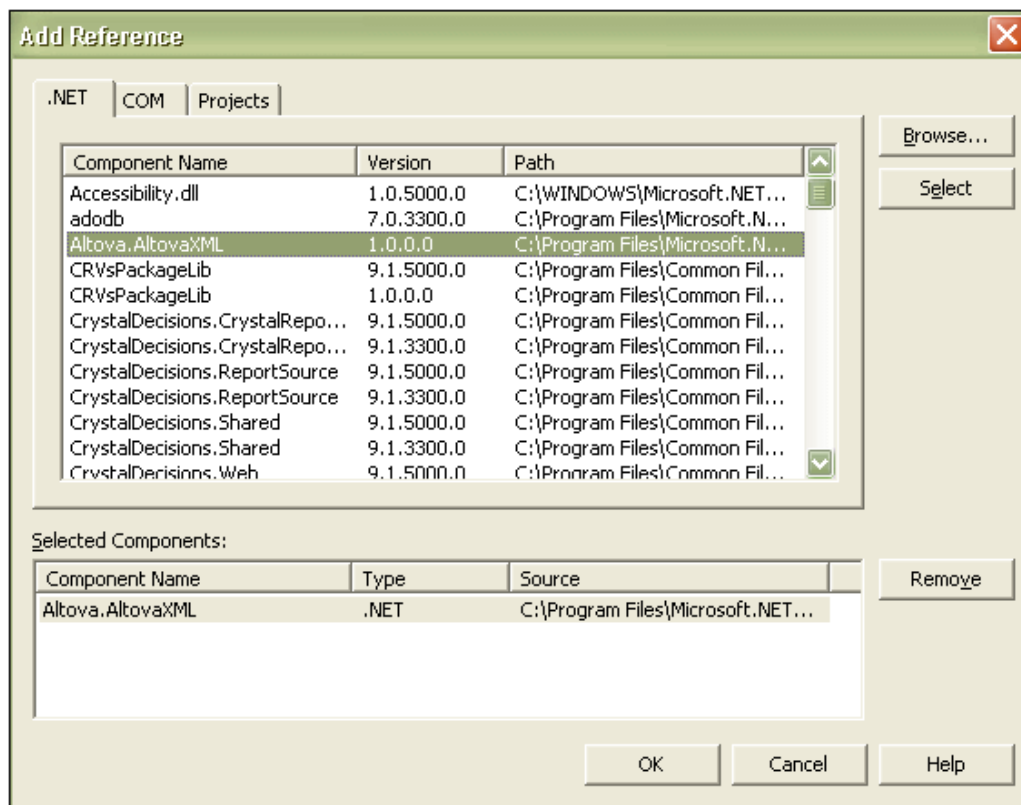 Add Reference
.NET COM Projects
Browse...
Select
Component Name Version Path
Accessibility.dll 1.0.5000.0 C:\WINDOWS\Microsoft.NET...
adodb 7.0.3300.0 C:\Program Files\Microsoft.N...
Altova.AltovaXML 1.0.0.0 C:\Program Files\Microsoft.N...
CRVsPackageLib 9.1.5000.0 C:\Program Files\Common Fil...
CRVsPackageLib 1.0.0.0 C:\Program Files\Common Fil...
CrystalDecisions.CrystalRepo... 9.1.5000.0 C:\Program Files\Common Fil...
CrystalDecisions.CrystalRepo... 9.1.3300.0 C:\Program Files\Common Fil...
CrystalDecisions.ReportSource 9.1.5000.0 C:\Program Files\Common Fil...
CrystalDecisions.ReportSource 9.1.3300.0 C:\Program Files\Common Fil...
CrystalDecisions.Shared 9.1.5000.0 C:\Program Files\Common Fil...
CrystalDecisions.Shared 9.1.3300.0 C:\Program Files\Common Fil...
CrystalDecisions.Web 9.1.5000.0 C:\Program Files\Common Fil...
Selected Components:
Component Name Type Source
Altova.AltovaXML .NET C:\Program Files\Microsoft.NET...
Remove
OK Cancel Help